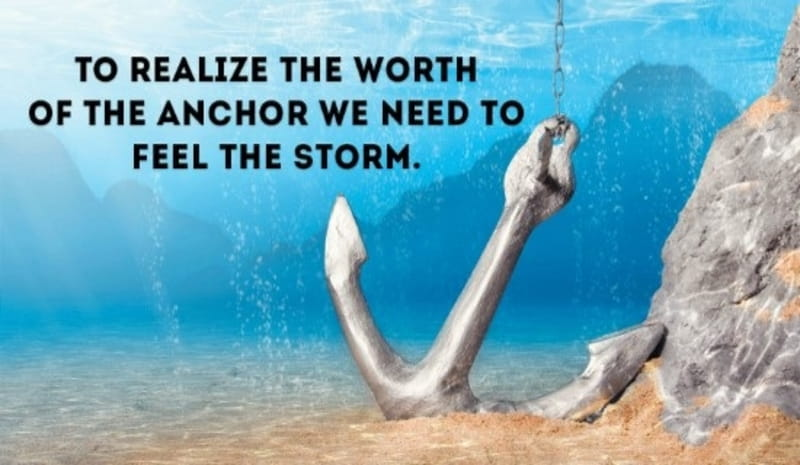 TO REALIZE THE WORTH
OF THE ANCHOR WE NEED TO
FEEL THE STORM.